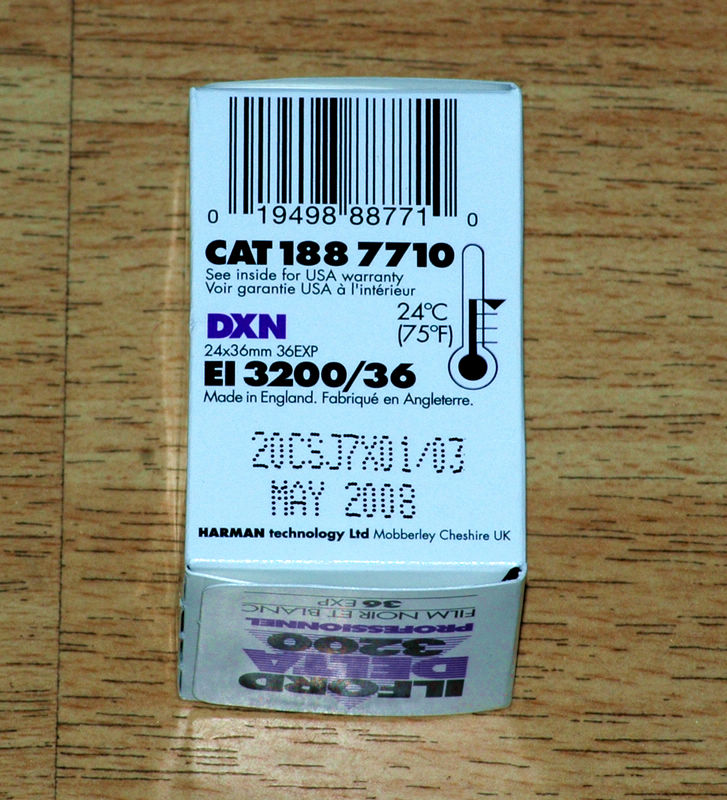 0 19498 88771 0
CAT 188 7710
See inside for USA warranty
Voir garantie USA à l'intérieur
24°C
(75°F)
DXN
24x36mm 36EXP
EI 3200/36
Made in England. Fabriqué en Angleterre.
20CSJ7X01/03
MAY 2008
HARMAN technology Ltd Mobberley Cheshire UK
ILFORD
DELTA
3200
PROFESSIONNEL
FILM NOIR ET BLANC
36 EXP